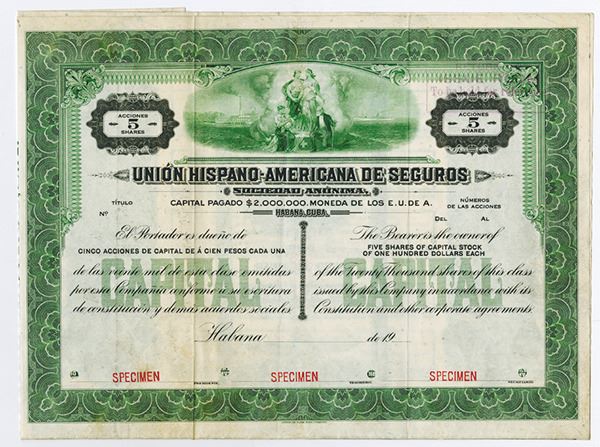 ACCIONES
5
SHARES
ACCIONES
5
SHARES
UNIÓN HISPANO-AMERICANA DE SEGUROS
SOCIEDAD ANÓNIMA.
CAPITAL PAGADO $2,000,000. MONEDA DE LOS E.U. DE A.
HABANA, CUBA.
TÍTULO
Nº
NÚMEROS
DE LAS ACCIONES
DEL AL
El Portador es dueño de
CINCO ACCIONES DE CAPITAL DE Á CIEN PESOS CADA UNA
de las veinte mil de esta clase emitidas
por esta Compañía conforme á su escritura
de constitución y demas acuerdos sociales
CAPITAL
The Bearer is the owner of
FIVE SHARES OF CAPITAL STOCK
OF ONE HUNDRED DOLLARS EACH
of the Twenty Thousand shares of this class
issued by this Company in accordance with its
Constitution and other corporate agreements.
CAPITAL
Habana de 19
SPECIMEN SPECIMEN SPECIMEN
PRESIDENTE. TESORERO. SECRETARIO.